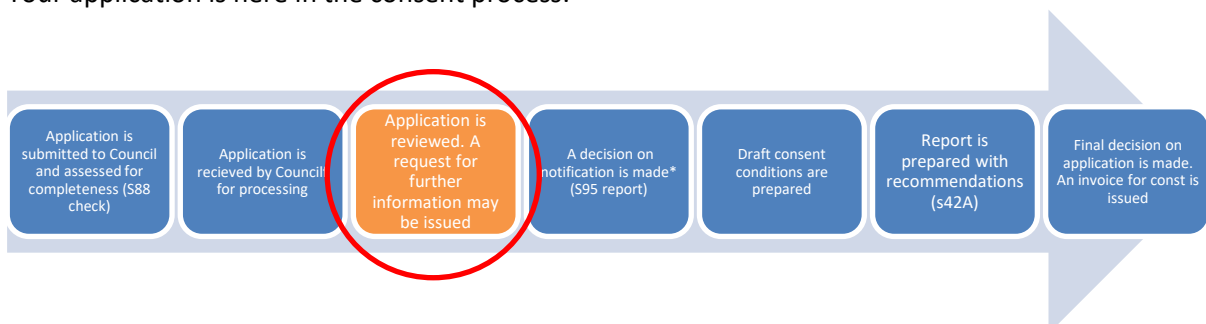 Your application is here in the consent process:
Application is
submitted to Council
and assessed for
completeness (S88
check)
Application is
recieved by Council
for processing
Application is
reviewed. A
request for
further
information may
be issued
A decision on
notification is made*
(S95 report)
Draft consent
conditions are
prepared
Report is
prepared with
recommendations
(s42A)
Final decision on
application is made.
An invoice for const is
issued